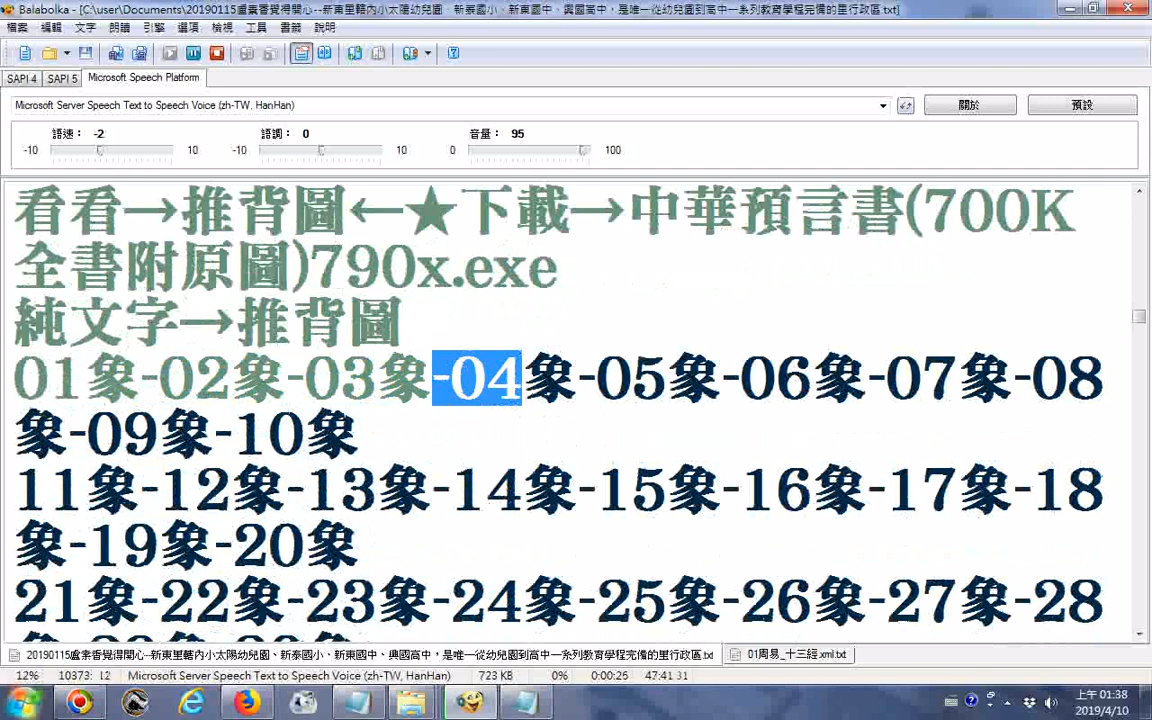 Balabolka - [C:\user\Documents\20190115盧素香覺得開心--新東里轄內小太陽幼兒園、新泰國小、新東國中、興國高中，是唯一從幼兒園到高中一系列教育學程完備的里行政區.txt]
檔案 編輯 文字 朗讀 引擎 選項 檢視 工具 書籤 說明
SAPI 4 SAPI 5 Microsoft Speech Platform
Microsoft Server Speech Text to Speech Voice (zh-TW, HanHan) 關於 預設
語速： -2 語調： 0 音量： 95
-10 10 -10 10 0 100
看看→推背圖←★下載→中華預言書(700K
全書附原圖)790x.exe
純文字→推背圖
01象-02象-03象-04象-05象-06象-07象-08
象-09象-10象
11象-12象-13象-14象-15象-16象-17象-18
象-19象-20象
21象-22象-23象-24象-25象-26象-27象-28
20190115盧素香覺得開心--新東里轄內小太陽幼兒園、新泰國小、新東國中、興國高中，是唯一從幼兒園到高中一系列教育學程完備的里行政區.txt 01周易_十三經.xml.txt
12% 10373: 12 Microsoft Server Speech Text to Speech Voice (zh-TW, HanHan) 723 KB 0% 0:00:25 47:41 31
上午 01:38
2019/4/10